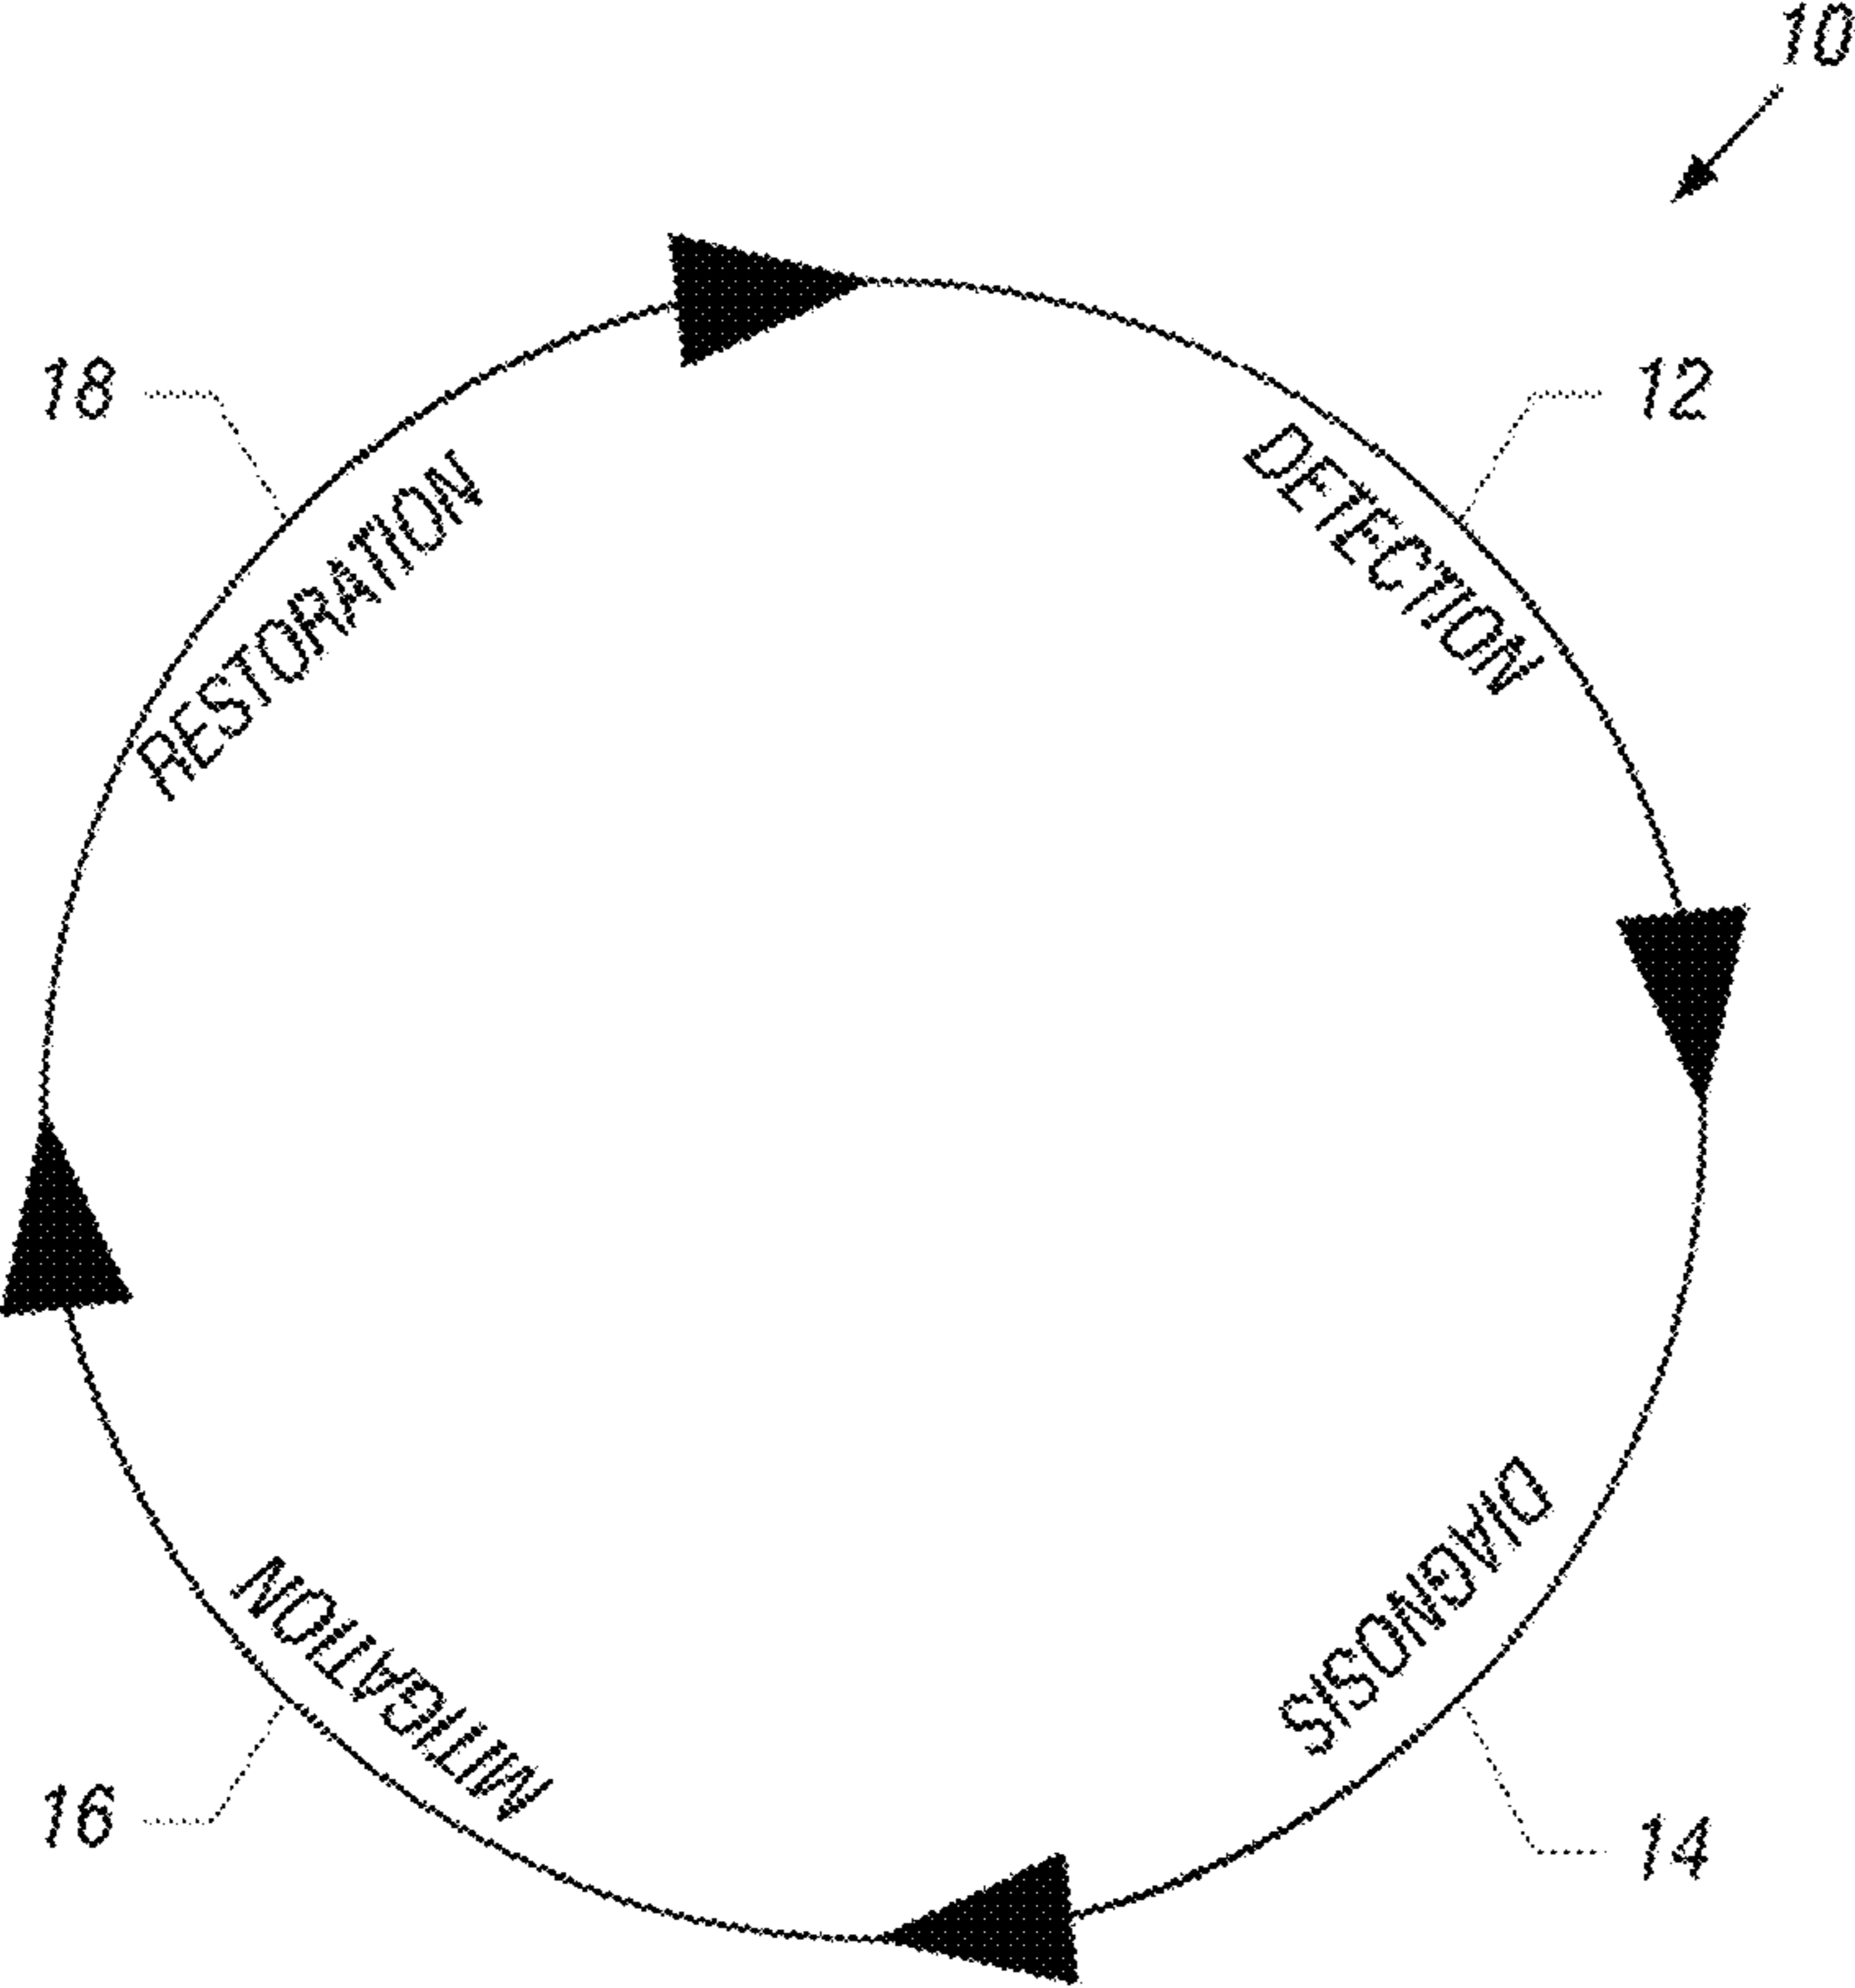 10
18
12
RESTORATION
DETECTION
DIAGNOSIS
MITIGATION
16
14